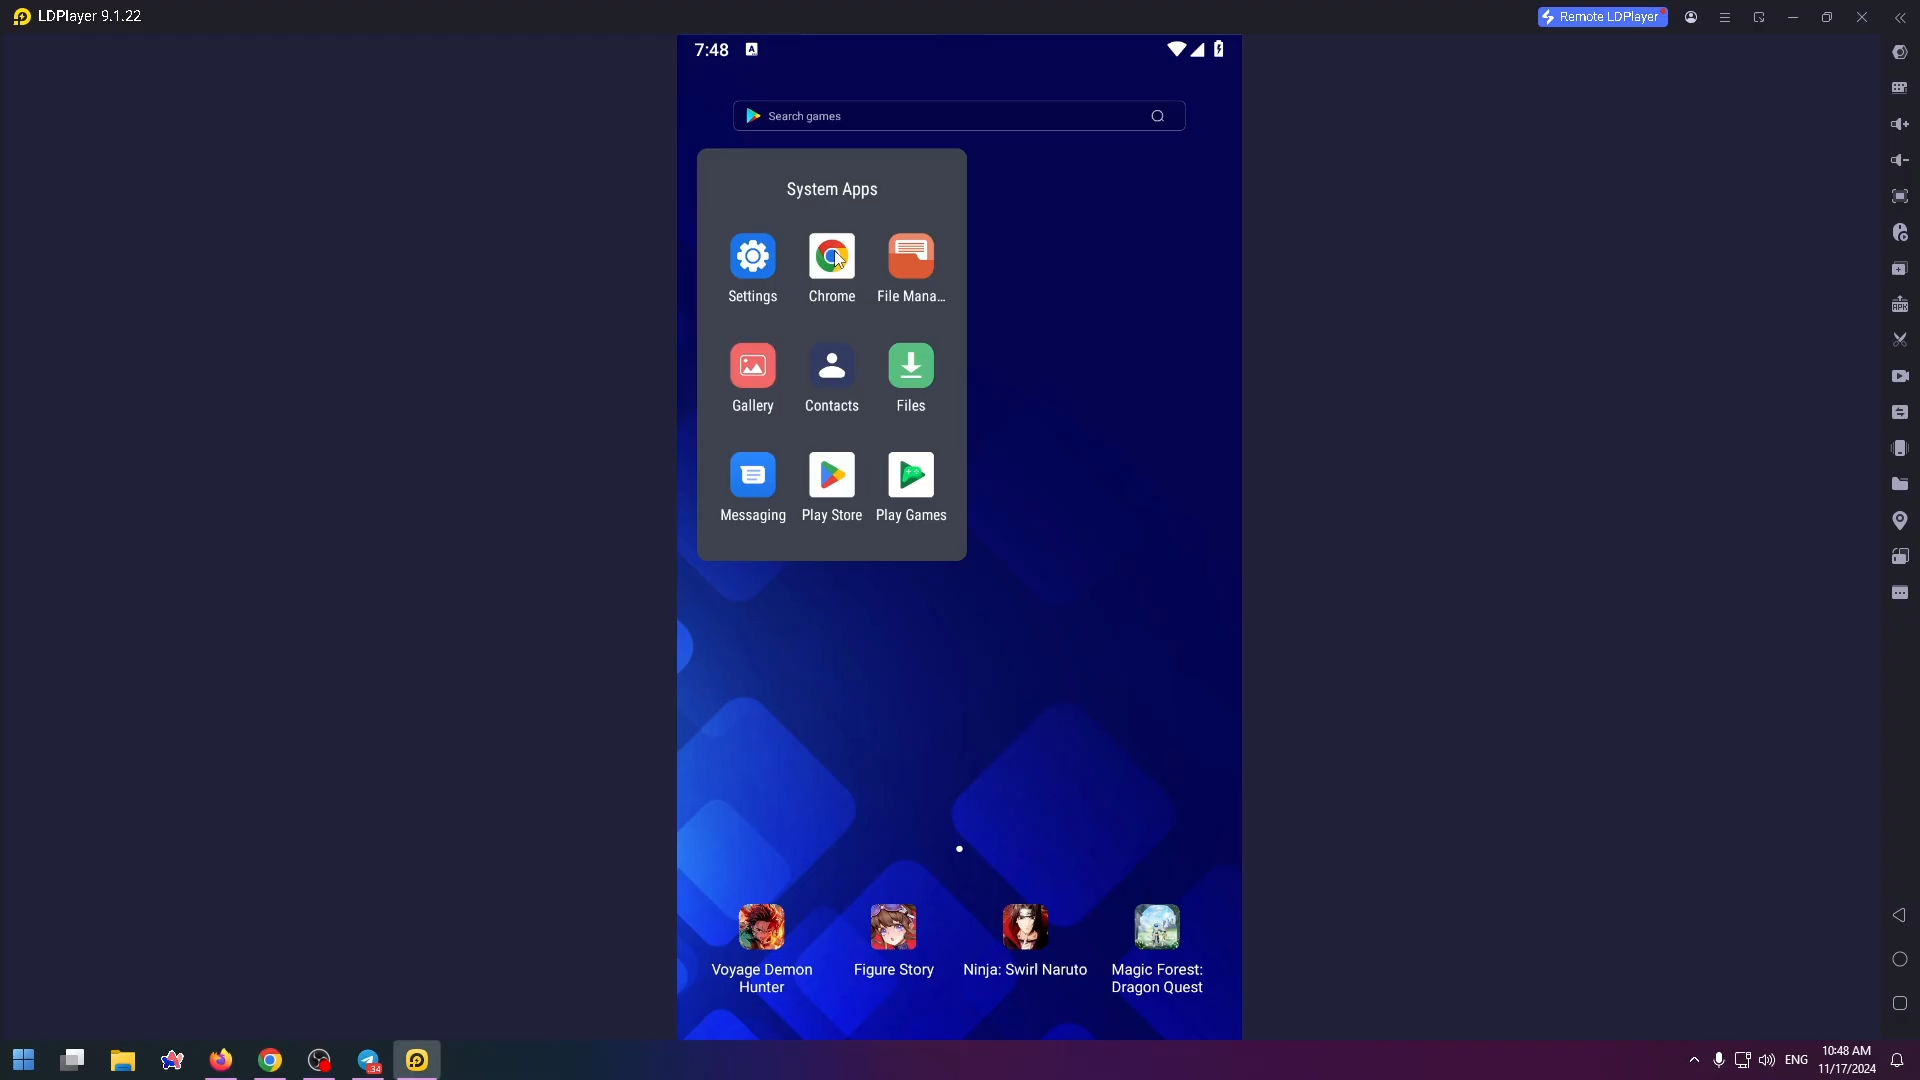 LDPlayer 9.1.22
Remote LDPlayer
7:48
Search games
System Apps
Settings
Chrome
File Mana...
Gallery
Contacts
Files
Messaging
Play Store
Play Games
Voyage Demon
Hunter
Figure Story
Ninja: Swirl Naruto
Magic Forest:
Dragon Quest
34
ENG
10:48 AM
11/17/2024